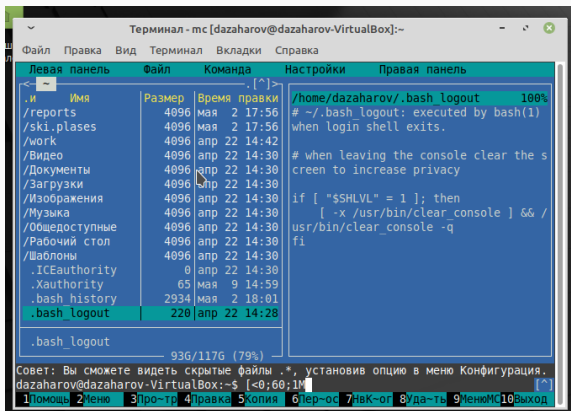 Терминал - mc [dazaharov@dazaharov-VirtualBox]:~
Файл Правка Вид Терминал Вкладки Справка
Левая панель Файл Команда Настройки Правая панель
<- ~ .[^]>
.и Имя Размер Время правки
/reports 4096 мая 2 17:56
/ski.plases 4096 мая 2 17:56
/work 4096 апр 22 14:42
/Видео 4096 апр 22 14:30
/Документы 4096 апр 22 14:30
/Загрузки 4096 апр 22 14:30
/Изображения 4096 апр 22 14:30
/Музыка 4096 апр 22 14:30
/Общедоступные 4096 апр 22 14:30
/Рабочий стол 4096 апр 22 14:30
/Шаблоны 4096 апр 22 14:30
.ICEauthority 0 апр 22 14:30
.Xauthority 65 мая 9 14:59
.bash_history 2934 мая 2 18:01
.bash_logout 220 апр 22 14:28
.bash_logout
93G/117G (79%)
/home/dazaharov/.bash_logout 100%
# ~/.bash_logout: executed by bash(1)
when login shell exits.
# when leaving the console clear the s
creen to increase privacy
if [ "$SHLVL" = 1 ]; then
[ -x /usr/bin/clear_console ] && /
usr/bin/clear_console -q
fi
Совет: Вы сможете видеть скрытые файлы .*, установив опцию в меню Конфигурация.
dazaharov@dazaharov-VirtualBox:~$ [<0;60;1M [^]
1Помощь 2Меню 3Про~тр 4Правка 5Копия 6Пер~ос 7НвК~ог 8Уда~ть 9МенюMC 10Выход